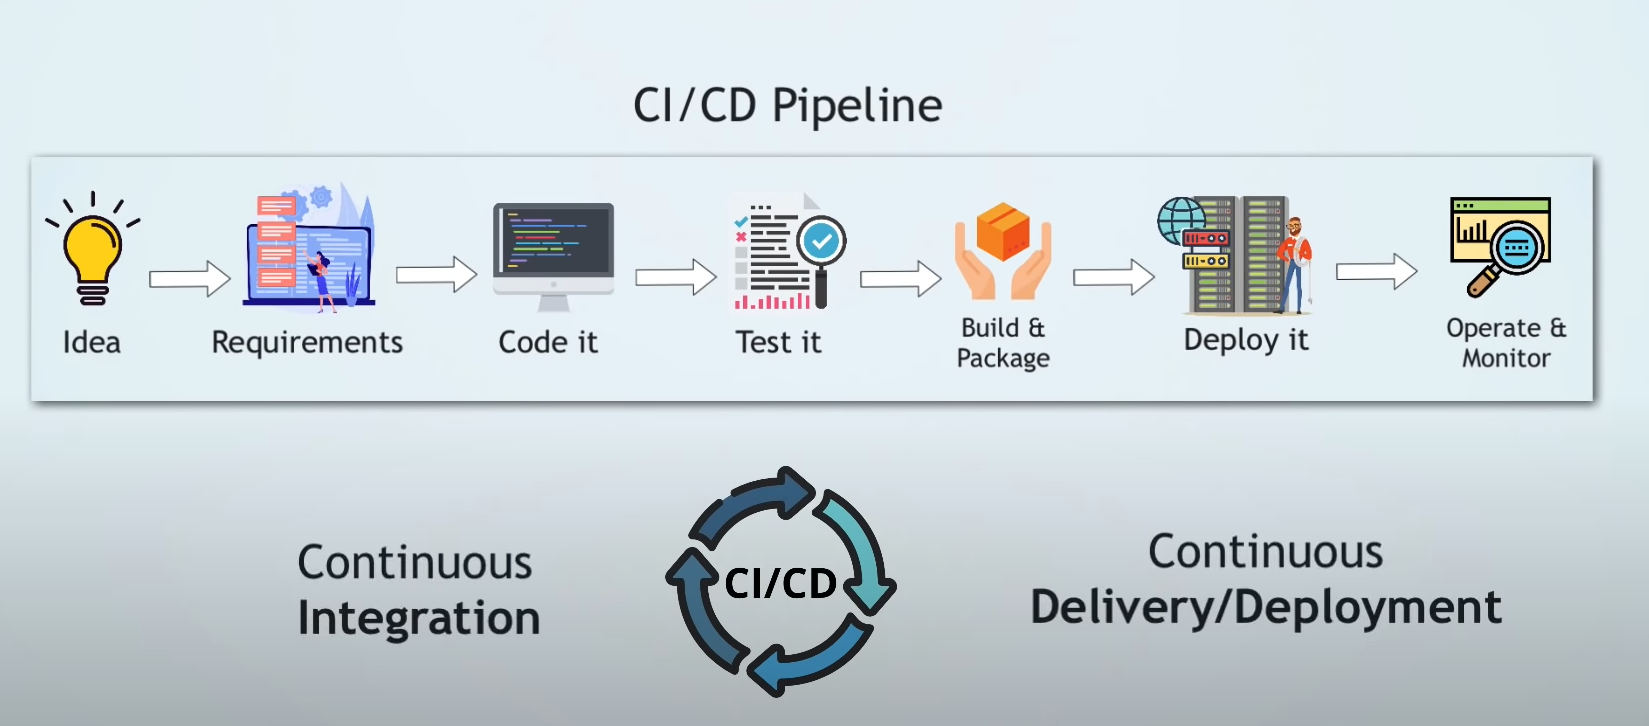 CI/CD Pipeline
Idea
Requirements
Code it
Test it
Build &
Package
Deploy it
Operate &
Monitor
Continuous
Integration
CI/CD
Continuous
Delivery/Deployment